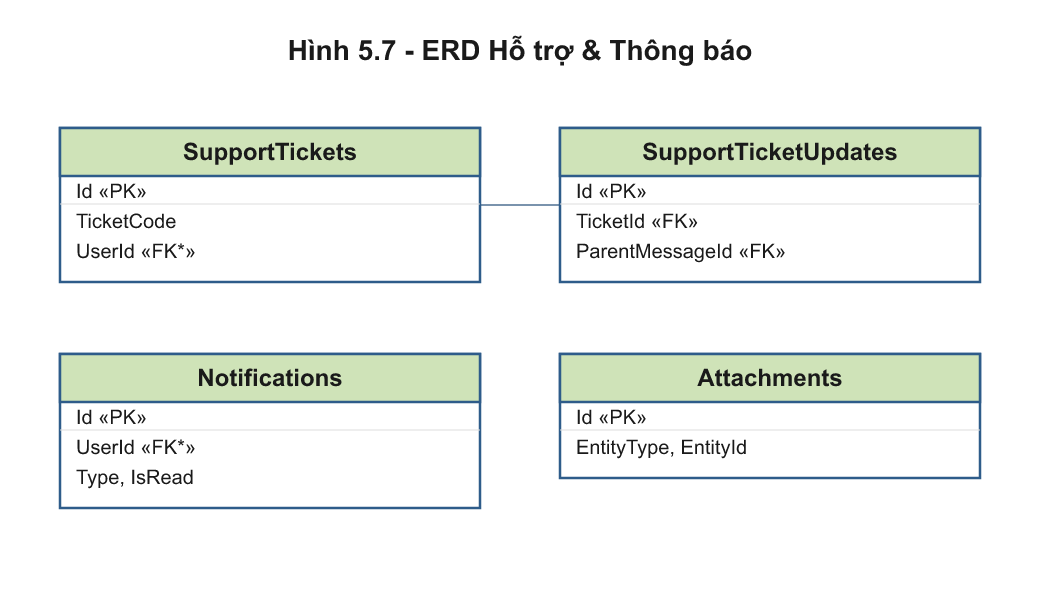 Hình 5.7 - ERD Hỗ trợ & Thông báo
SupportTickets
Id «PK»
TicketCode
UserId «FK*»
SupportTicketUpdates
Id «PK»
TicketId «FK»
ParentMessageId «FK»
Notifications
Id «PK»
UserId «FK*»
Type, IsRead
Attachments
Id «PK»
EntityType, EntityId